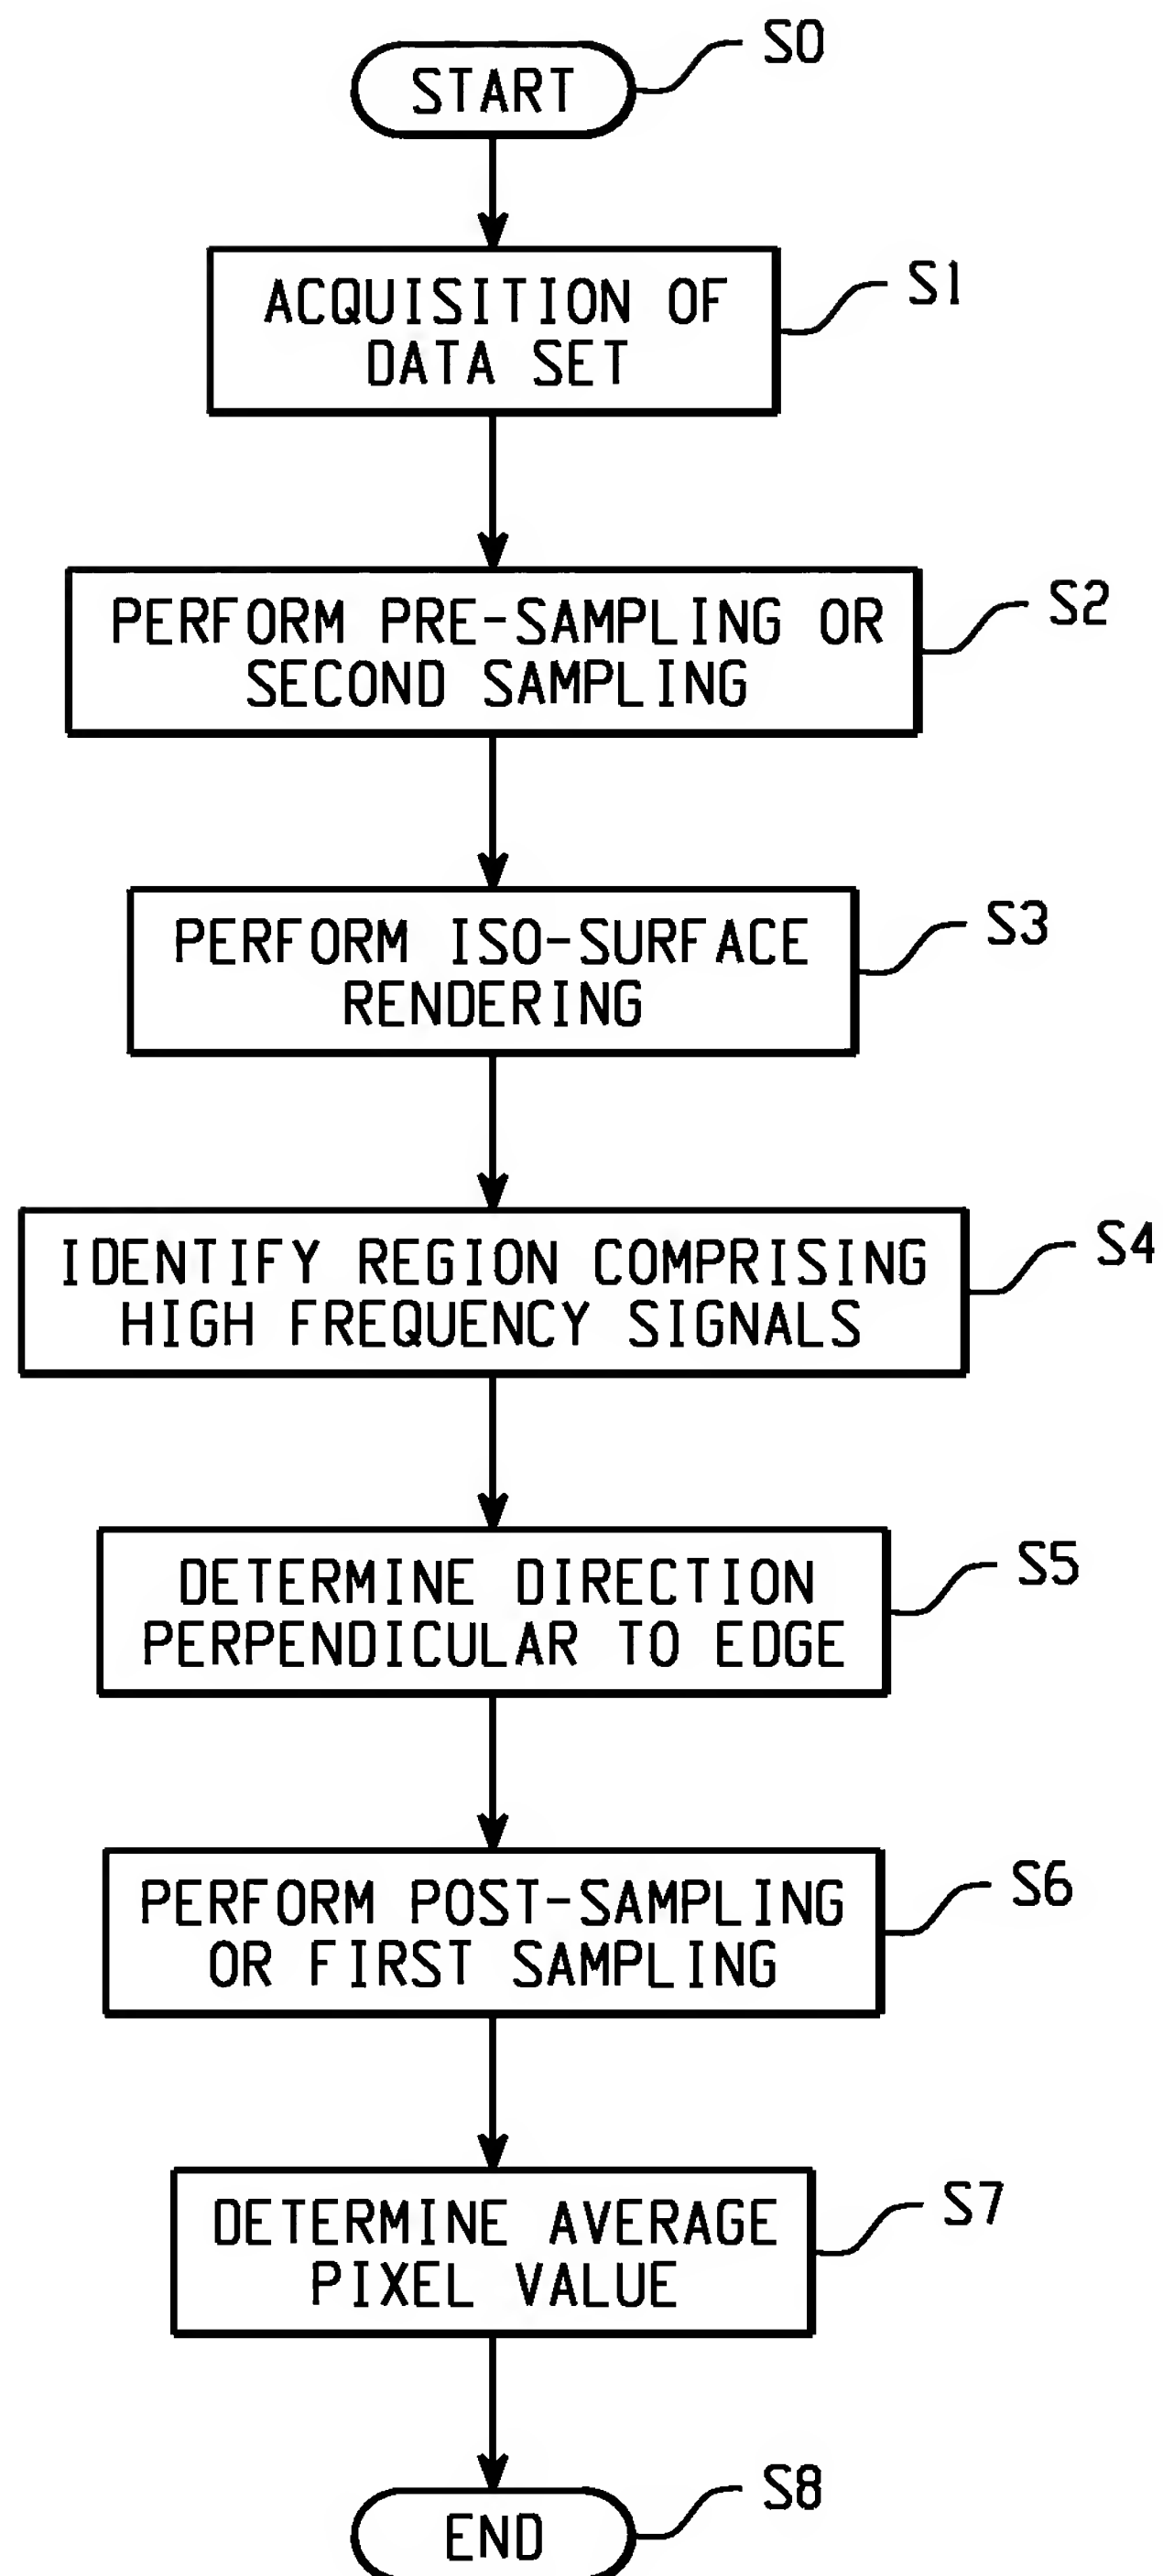 START
S0
ACQUISITION OF
DATA SET
S1
PERFORM PRE-SAMPLING OR
SECOND SAMPLING
S2
PERFORM ISO-SURFACE
RENDERING
S3
IDENTIFY REGION COMPRISING
HIGH FREQUENCY SIGNALS
S4
DETERMINE DIRECTION
PERPENDICULAR TO EDGE
S5
PERFORM POST-SAMPLING
OR FIRST SAMPLING
S6
DETERMINE AVERAGE
PIXEL VALUE
S7
END
S8